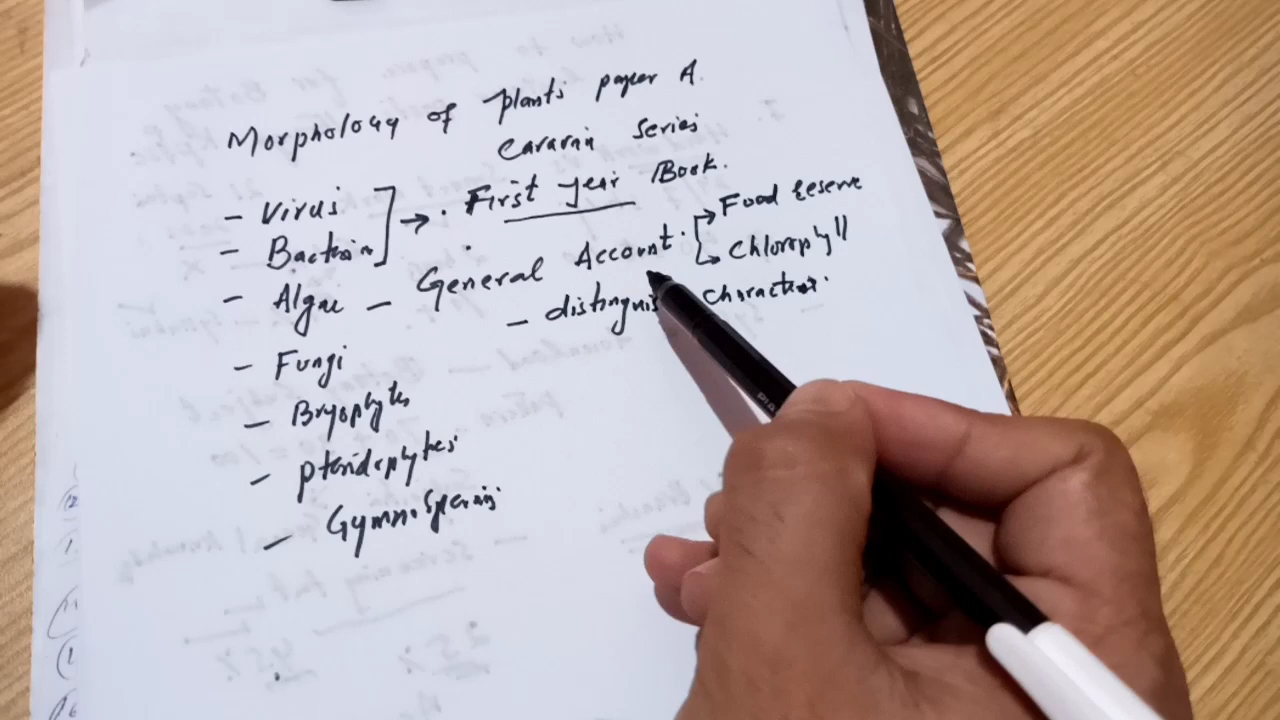 Morphology of plants paper A.
Caravan series
- Virus → First year Book.
- Bacteria
- Algae - General Account. → Food Reserve
→ Chlorophyll
- distinguis character
- Fungi
- Bryophytes
- pteridophytes
- Gymnosperms